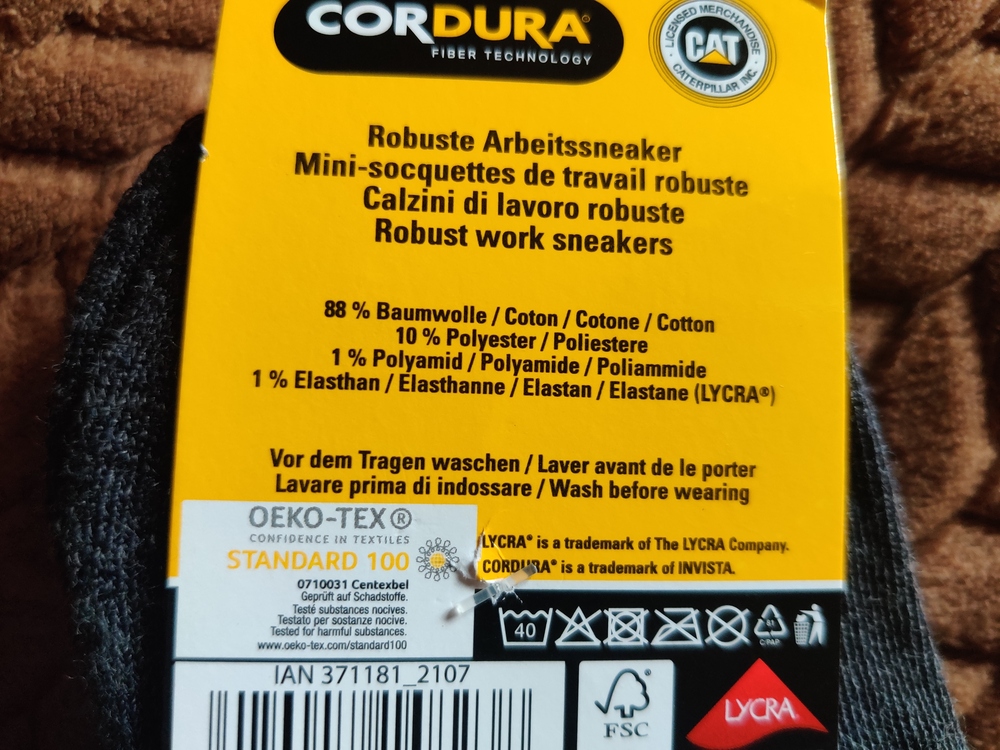 CORDURA®
FIBER TECHNOLOGY
LICENSED MERCHANDISE
CAT
CATERPILLAR INC.
Robuste Arbeitssneaker
Mini-socquettes de travail robuste
Calzini di lavoro robuste
Robust work sneakers
88 % Baumwolle / Coton / Cotone / Cotton
10 % Polyester / Poliestere
1 % Polyamid / Polyamide / Poliammide
1 % Elasthan / Elasthanne / Elastan / Elastane (LYCRA®)
Vor dem Tragen waschen / Laver avant de le porter
Lavare prima di indossare / Wash before wearing
OEKO-TEX®
CONFIDENCE IN TEXTILES
STANDARD 100
0710031 Centexbel
Geprüft auf Schadstoffe.
Testé substances nocives.
Testato per sostanze nocive.
Tested for harmful substances.
www.oeko-tex.com/standard100
LYCRA® is a trademark of The LYCRA Company.
CORDURA® is a trademark of INVISTA.
40
81
C/PAP
IAN 371181_2107
FSC
LYCRA